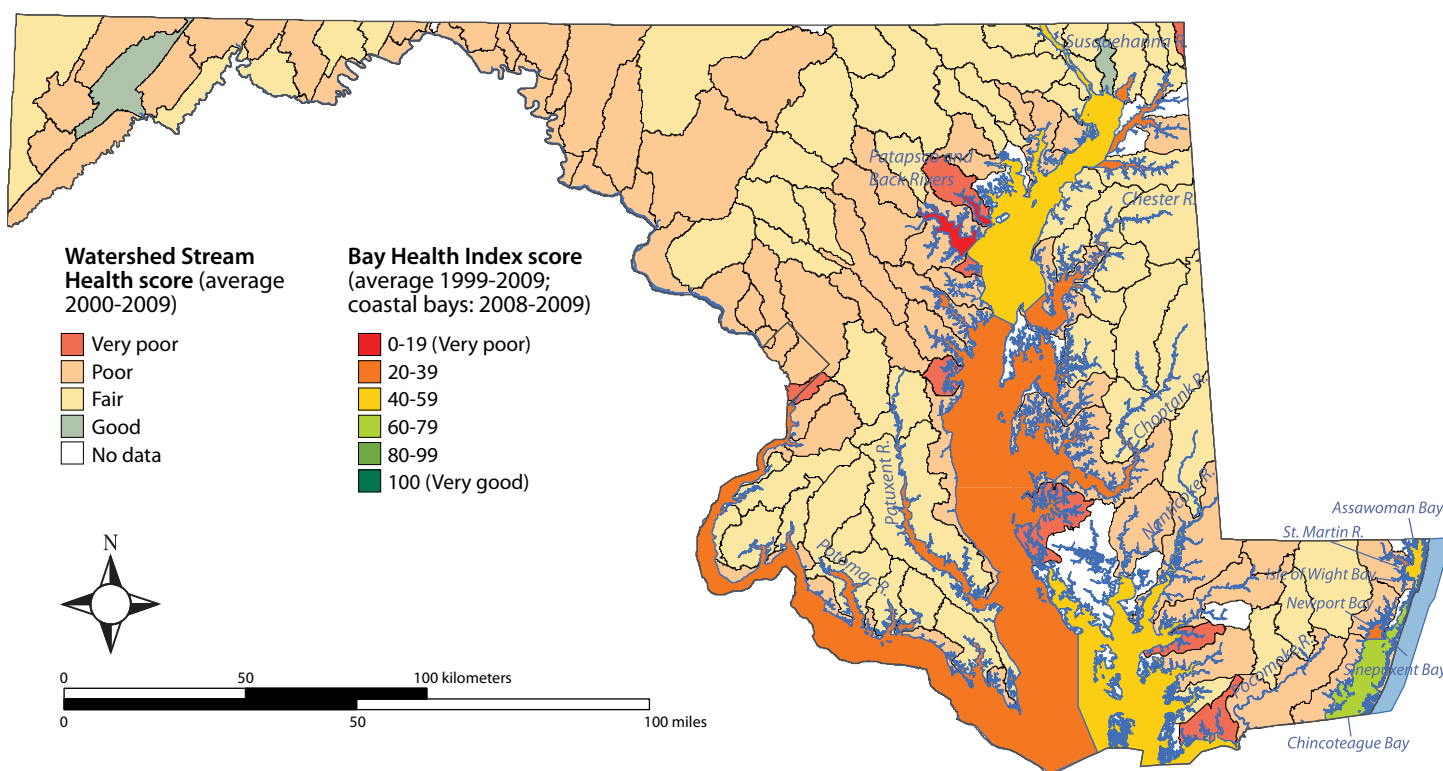 Susquehanna R.
Patapsco and
Back Rivers
Chester R.
Watershed Stream
Health score (average
2000-2009)
Very poor
Poor
Fair
Good
No data
Bay Health Index score
(average 1999-2009;
coastal bays: 2008-2009)
0-19 (Very poor)
20-39
40-59
60-79
80-99
100 (Very good)
Choptank R.
Patuxent R.
Nanticoke R.
Potomac R.
Assawoman Bay
St. Martin R.
Isle of Wight Bay
Newport Bay
Sinepuxent Bay
Pocomoke R.
Chincoteague Bay
N
0 50 100 kilometers
0 50 100 miles